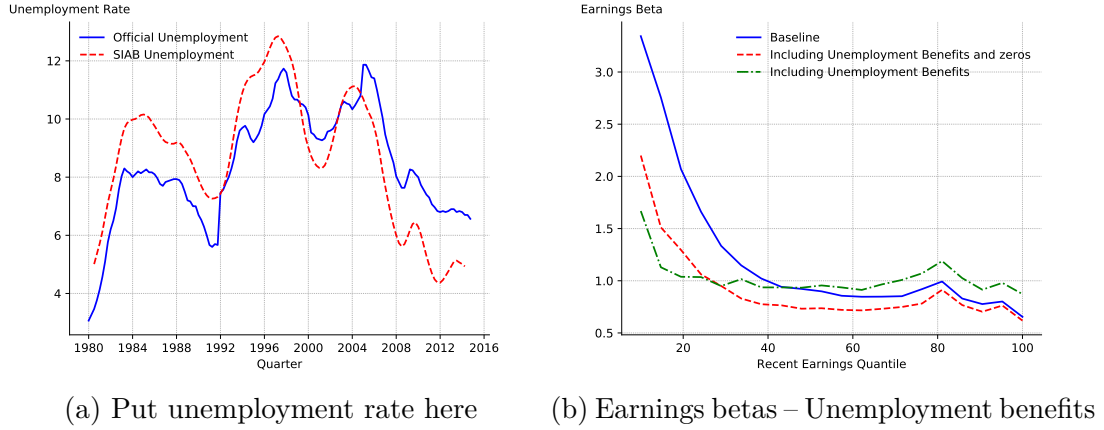 Unemployment Rate
Official Unemployment
SIAB Unemployment
12
10
8
6
4
1980 1984 1988 1992 1996 2000 2004 2008 2012 2016
Quarter
(a) Put unemployment rate here
Earnings Beta
Baseline
Including Unemployment Benefits and zeros
Including Unemployment Benefits
3.0
2.5
2.0
1.5
1.0
0.5
20 40 60 80 100
Recent Earnings Quantile
(b) Earnings betas – Unemployment benefits